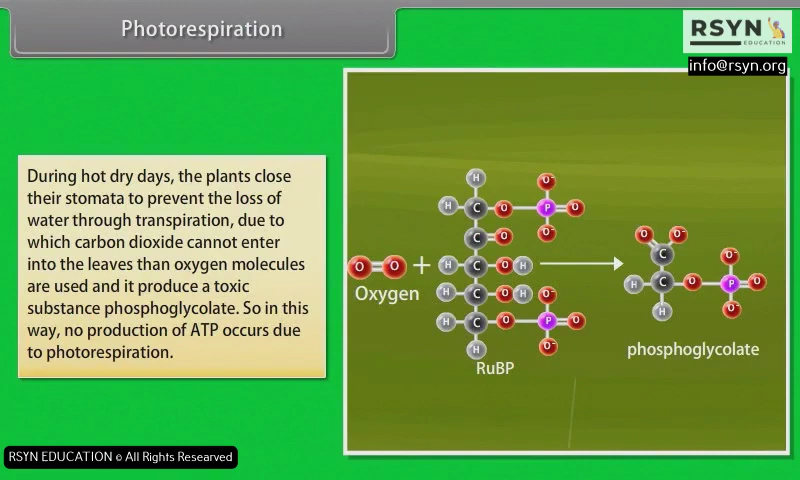 Photorespiration
RSYN
EDUCATION
info@rsyn.org
During hot dry days, the plants close
their stomata to prevent the loss of
water through transpiration, due to
which carbon dioxide cannot enter
into the leaves than oxygen molecules
are used and it produce a toxic
substance phosphoglycolate. So in this
way, no production of ATP occurs due
to photorespiration.
H O⁻
H C O P O
C O O⁻
O O + H C O H
Oxygen
H C O H O⁻
H C O P O
H O⁻
RuBP
O O⁻
C O⁻
H C O P O
H O⁻
phosphoglycolate
RSYN EDUCATION © All Rights Researved